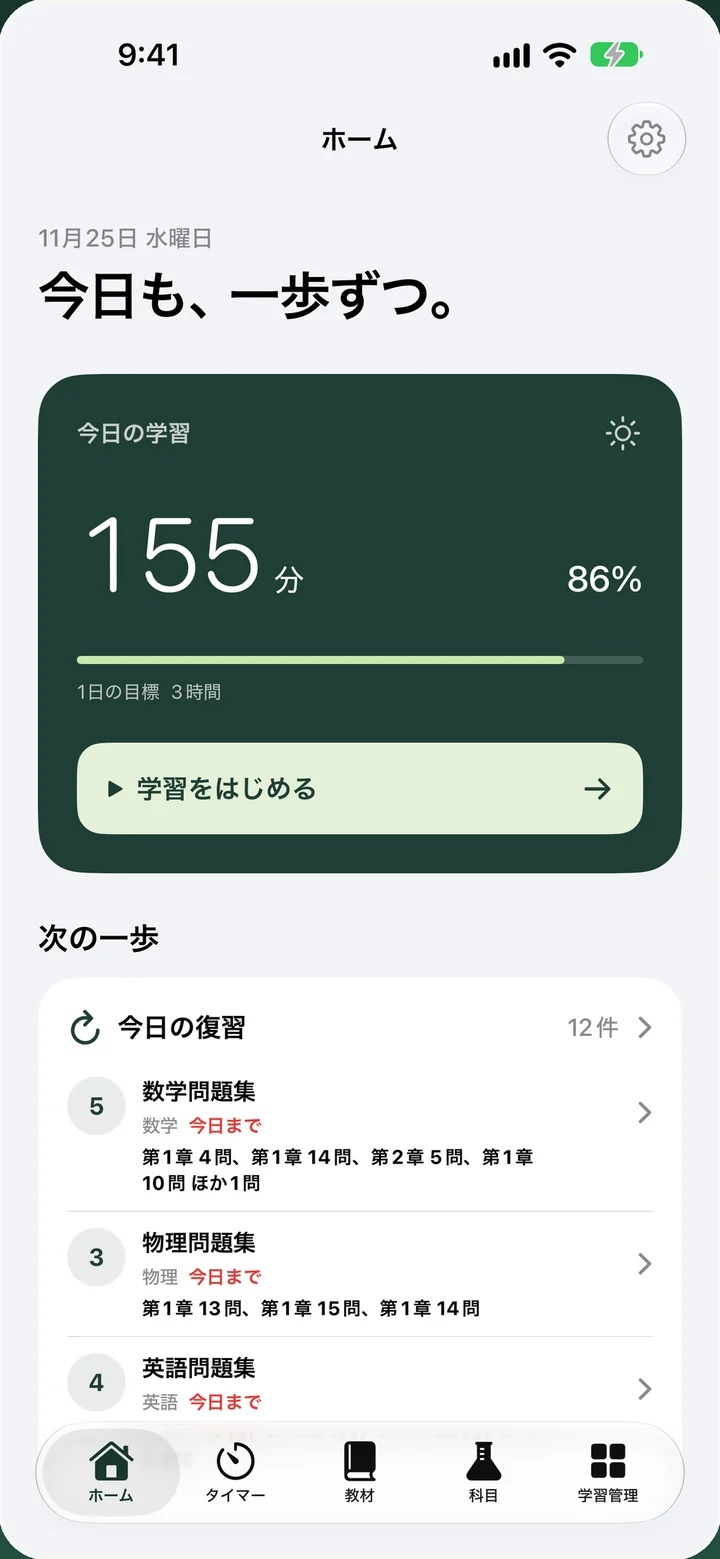 9:41
ホーム
11月25日 水曜日
今日も、一歩ずつ。
今日の学習
155分
86%
1日の目標 3時間
学習をはじめる
次の一歩
今日の復習
12件
5
数学問題集
数学 今日まで
第1章 4問、第1章 14問、第2章 5問、第1章
10問 ほか1問
3
物理問題集
物理 今日まで
第1章 13問、第1章 15問、第1章 14問
4
英語問題集
英語 今日まで
ホーム
タイマー
教材
科目
学習管理